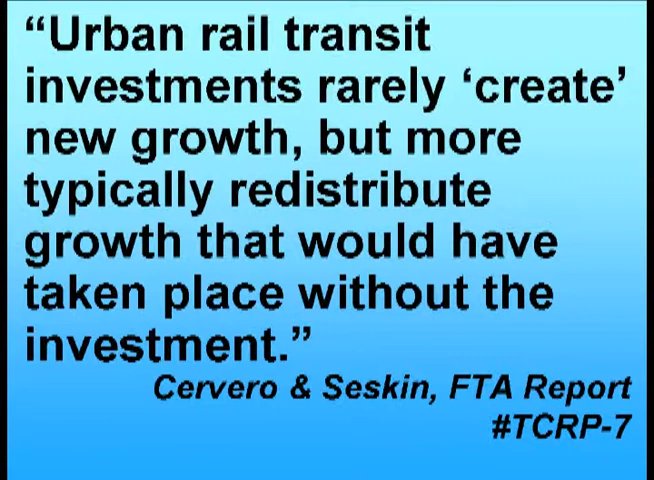 “Urban rail transit
investments rarely ‘create’
new growth, but more
typically redistribute
growth that would have
taken place without the
investment.”
Cervero & Seskin, FTA Report
#TCRP-7